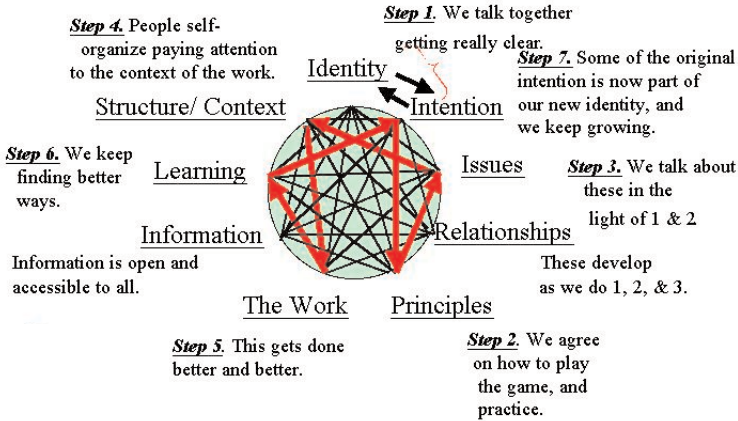 Step 1. We talk together
getting really clear.
Step 4. People self-
organize paying attention
to the context of the work.
Identity
Step 7. Some of the original
intention is now part of
our new identity, and
we keep growing.
Structure/ Context
Intention
Step 6. We keep
finding better
ways.
Learning
Issues
Step 3. We talk about
these in the
light of 1 & 2
Information
Relationships
Information is open and
accessible to all.
These develop
as we do 1, 2, & 3.
The Work
Principles
Step 5. This gets done
better and better.
Step 2. We agree
on how to play
the game, and
practice.